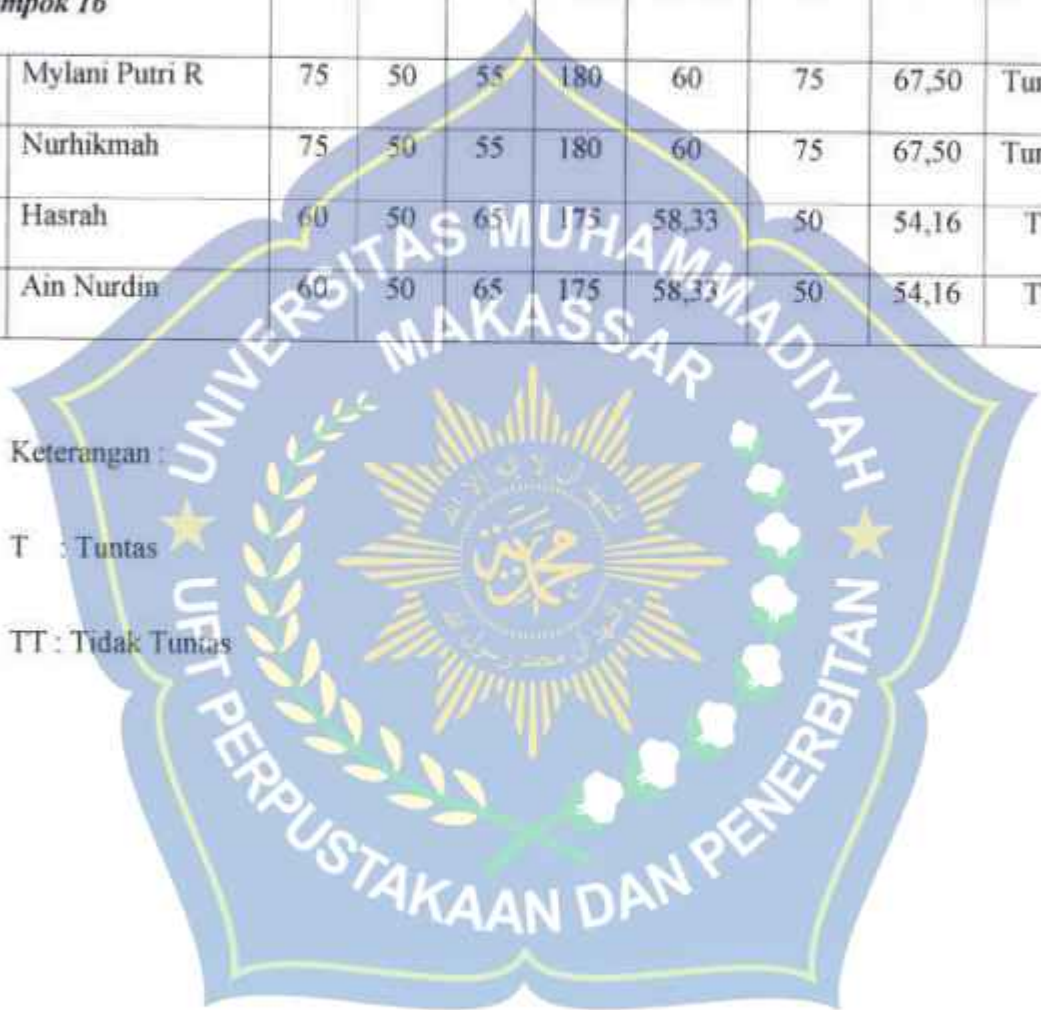 mpok 16
Mylani Putri R 75 50 55 180 60 75 67,50 Tun
Nurhikmah 75 50 55 180 60 75 67,50 Tun
Hasrah 60 50 65 175 58,33 50 54,16 T
Ain Nurdin 60 50 65 175 58,33 50 54,16 T
UNIVERSITAS MUHAMMADIYAH
MAKASSAR
Keterangan :
T : Tuntas
TT : Tidak Tuntas
UPT PERPUSTAKAAN DAN PENERBITAN